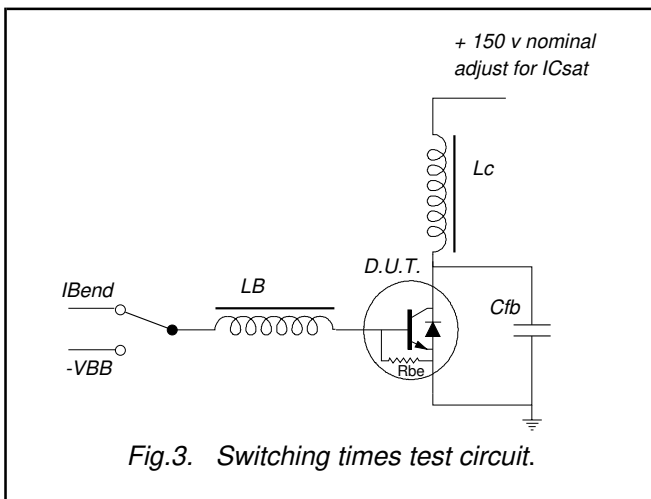 + 150 v nominal
adjust for ICsat
Lc
D.U.T.
LB
IBend
Cfb
-VBB
Rbe
Fig.3. Switching times test circuit.